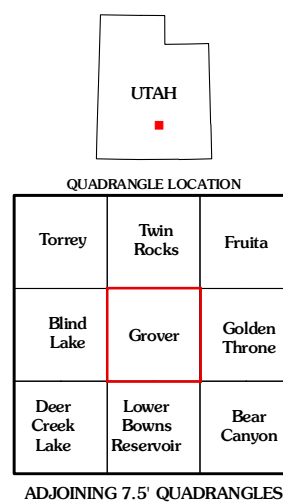 UTAH
QUADRANGLE LOCATION
Torrey
Twin
Rocks
Fruita
Blind
Lake
Grover
Golden
Throne
Deer
Creek
Lake
Lower
Bowns
Reservoir
Bear
Canyon
ADJOINING 7.5' QUADRANGLES